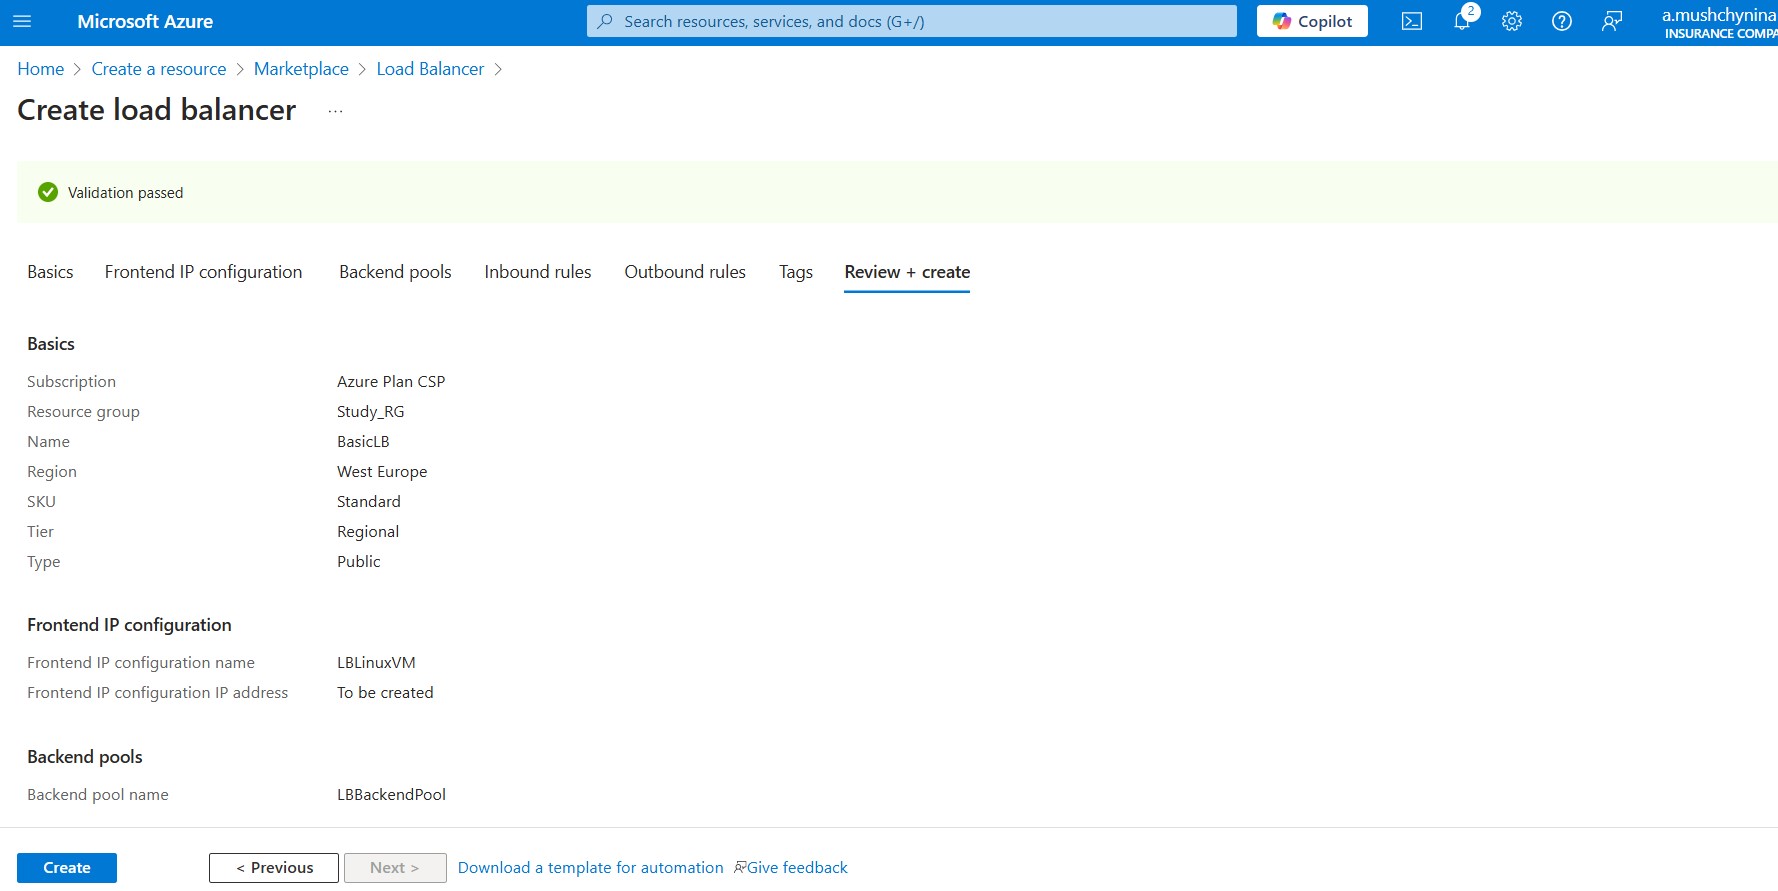 Microsoft Azure
Search resources, services, and docs (G+/)
Copilot
2
a.mushchynina
INSURANCE COMPA
Home > Create a resource > Marketplace > Load Balancer >
Create load balancer ...
Validation passed
Basics Frontend IP configuration Backend pools Inbound rules Outbound rules Tags Review + create
Basics
Subscription Azure Plan CSP
Resource group Study_RG
Name BasicLB
Region West Europe
SKU Standard
Tier Regional
Type Public
Frontend IP configuration
Frontend IP configuration name LBLinuxVM
Frontend IP configuration IP address To be created
Backend pools
Backend pool name LBBackendPool
Create < Previous Next > Download a template for automation Give feedback